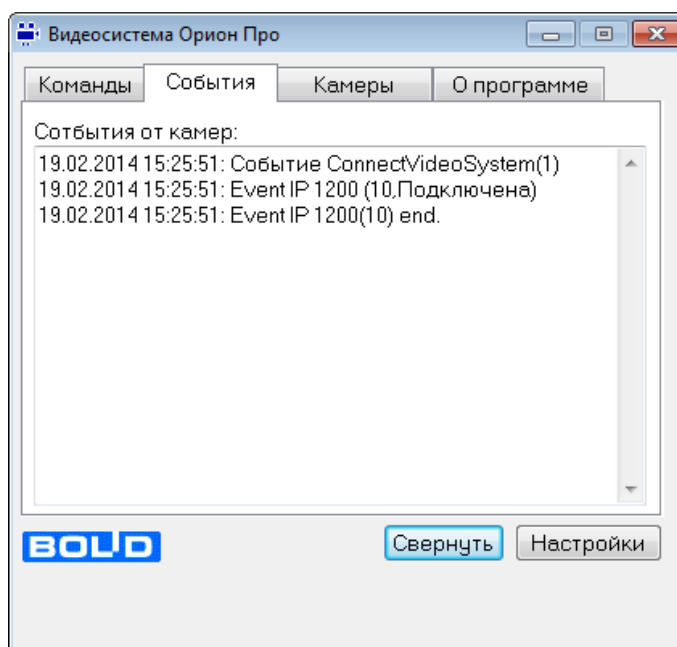 Видеосистема Орион Про
Команды События Камеры О программе
Сотбытия от камер:
19.02.2014 15:25:51: Событие ConnectVideoSystem(1)
19.02.2014 15:25:51: Event IP 1200 (10,Подключена)
19.02.2014 15:25:51: Event IP 1200(10) end.
BOLID Свернуть Настройки